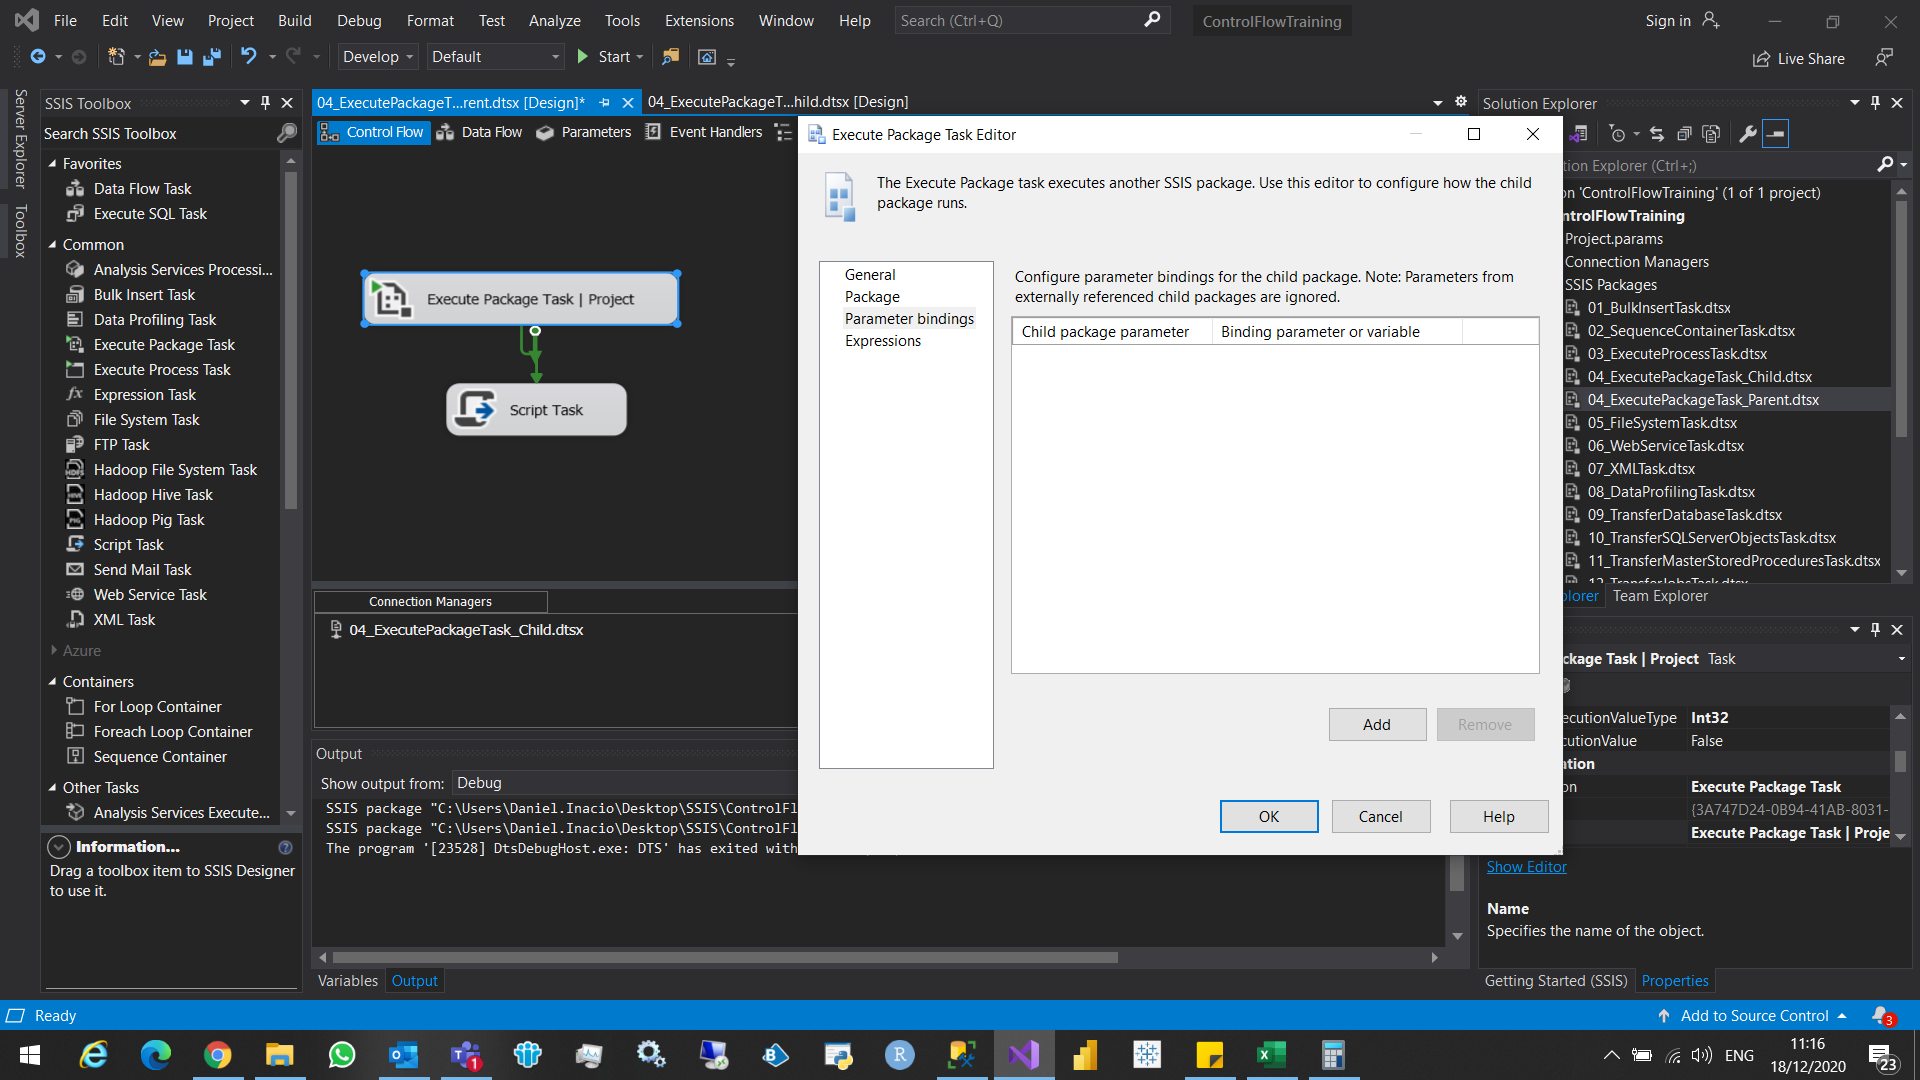 File Edit View Project Build Debug Format Test Analyze Tools Extensions Window Help Search (Ctrl+Q) ControlFlowTraining Sign in
Develop Default Start Live Share
Server Explorer
Toolbox
SSIS Toolbox
Search SSIS Toolbox
Favorites
Data Flow Task
Execute SQL Task
Common
Analysis Services Processi...
Bulk Insert Task
Data Profiling Task
Execute Package Task
Execute Process Task
Expression Task
File System Task
FTP Task
Hadoop File System Task
Hadoop Hive Task
Hadoop Pig Task
Script Task
Send Mail Task
Web Service Task
XML Task
Azure
Containers
For Loop Container
Foreach Loop Container
Sequence Container
Other Tasks
Analysis Services Execute...
Information...
Drag a toolbox item to SSIS Designer
to use it.
04_ExecutePackageT...rent.dtsx [Design]* 04_ExecutePackageT...hild.dtsx [Design]
Control Flow Data Flow Parameters Event Handlers
Execute Package Task | Project
Script Task
Connection Managers
04_ExecutePackageTask_Child.dtsx
Output
Show output from: Debug
SSIS package "C:\Users\Daniel.Inacio\Desktop\SSIS\ControlFl
SSIS package "C:\Users\Daniel.Inacio\Desktop\SSIS\ControlFl
The program '[23528] DtsDebugHost.exe: DTS' has exited with
Variables Output
Execute Package Task Editor
The Execute Package task executes another SSIS package. Use this editor to configure how the child
package runs.
General
Package
Parameter bindings
Expressions
Configure parameter bindings for the child package. Note: Parameters from
externally referenced child packages are ignored.
Child package parameter Binding parameter or variable
Add Remove
OK Cancel Help
Solution Explorer
tion Explorer (Ctrl+;)
on 'ControlFlowTraining' (1 of 1 project)
ntrolFlowTraining
Project.params
Connection Managers
SSIS Packages
01_BulkInsertTask.dtsx
02_SequenceContainerTask.dtsx
03_ExecuteProcessTask.dtsx
04_ExecutePackageTask_Child.dtsx
04_ExecutePackageTask_Parent.dtsx
05_FileSystemTask.dtsx
06_WebServiceTask.dtsx
07_XMLTask.dtsx
08_DataProfilingTask.dtsx
09_TransferDatabaseTask.dtsx
10_TransferSQLServerObjectsTask.dtsx
11_TransferMasterStoredProceduresTask.dtsx
12_TransferJobsTask.dtsx
plorer Team Explorer
ckage Task | Project Task
ecutionValueType Int32
cutionValue False
ation
on Execute Package Task
{3A747D24-0B94-41AB-8031-
Execute Package Task | Proje
Show Editor
Name
Specifies the name of the object.
Getting Started (SSIS) Properties
Ready Add to Source Control 3
1 ENG 11:16
18/12/2020 23